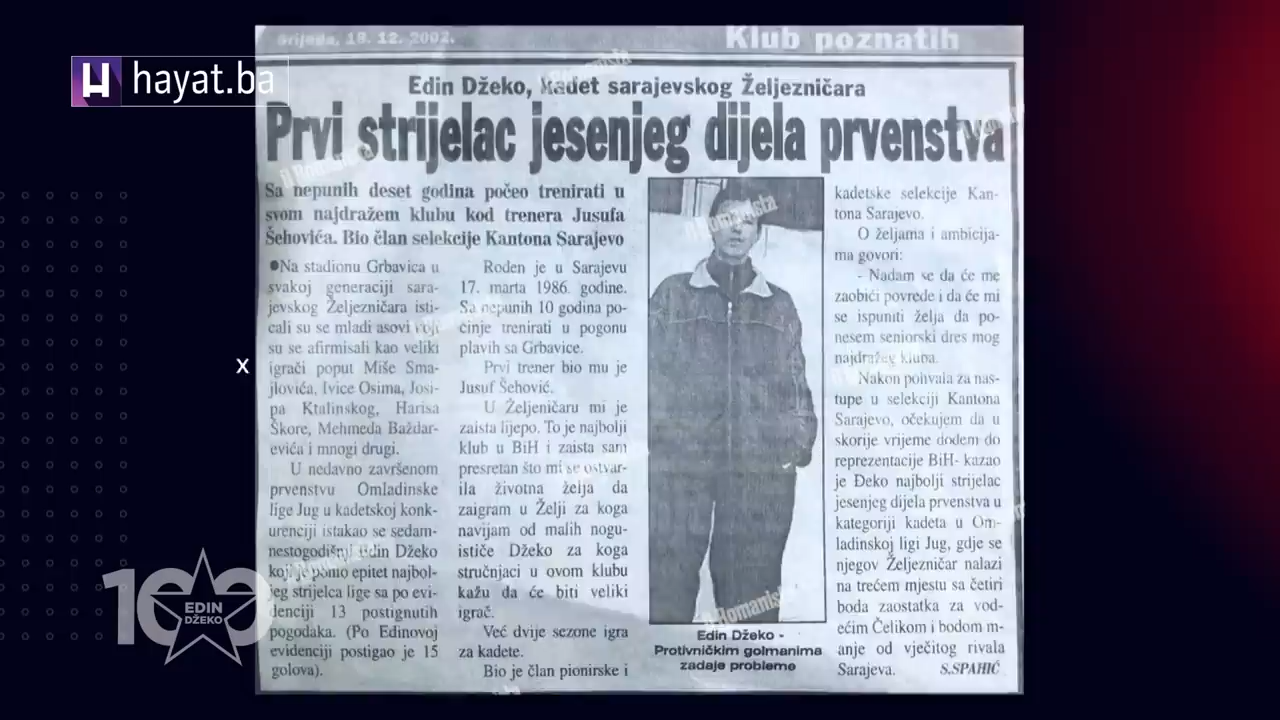 hayat.ba
Srijeda, 18. 12. 2002.
Klub poznatih
Edin Džeko, kadet sarajevskog Željezničara
Prvi strijelac jesenjeg dijela prvenstva
Sa nepunih deset godina počeo trenirati u
svom najdražem klubu kod trenera Jusufa
Šehovića. Bio član selekcije Kantona Sarajevo
●Na stadionu Grbavica u
svakoj generaciji sara-
jevskog Željezničara isti-
cali su se mladi asovi koji
su se afirmisali kao veliki
igrači poput Miše Sma-
jlovića, Ivice Osima, Josi-
pa Ktalinskog, Harisa
Škore, Mehmeda Baždar-
evića i mnogi drugi.
U nedavno završenom
prvenstvu Omladinske
lige Jug u kadetskoj konk-
urenciji istakao se sedam-
nestogodišnji Edin Džeko
koji je ponio epitet najbol-
jeg strijelca lige sa po evi-
denciji 13 postignutih
pogodaka. (Po Edinovoj
evidenciji postigao je 15
golova).
Rođen je u Sarajevu
17. marta 1986. godine.
Sa nepunih 10 godina po-
činje trenirati u pogonu
plavih sa Grbavice.
Prvi trener bio mu je
Jusuf Šehović.
U Željeničaru mi je
zaista lijepo. To je najbolji
klub u BiH i zaista sam
presretan što mi se ostvar-
ila životna želja da
zaigram u Želji za koga
navijam od malih nogu-
ističe Džeko za koga
stručnjaci u ovom klubu
kažu da će biti veliki
igrač.
Već dvije sezone igra
za kadete.
Bio je član pionirske i
Edin Džeko -
Protivničkim golmanima
zadaje probleme
kadetske selekcije Kan-
tona Sarajevo.
O željama i ambicija-
ma govori:
- Nadam se da će me
zaobići povrede i da će mi
se ispuniti želja da po-
nesem seniorski dres mog
najdražeg kluba.
Nakon pohvala za nas-
tupe u selekciji Kantona
Sarajevo, očekujem da u
skorije vrijeme dođem do
reprezentacije BiH- kazao
je Đeko najbolji strijelac
jesenjeg dijela prvenstva u
kategoriji kadeta u Om-
ladinskoj ligi Jug, gdje se
njegov Željezničar nalazi
na trećem mjestu sa četiri
boda zaostatka za vod-
ećim Čelikom i bodom m-
anje od vječitog rivala
Sarajeva.
S.SPAHIĆ
il Romanista
il Romanista
il Romanista
il Romanista
x
100
EDIN
DŽEKO